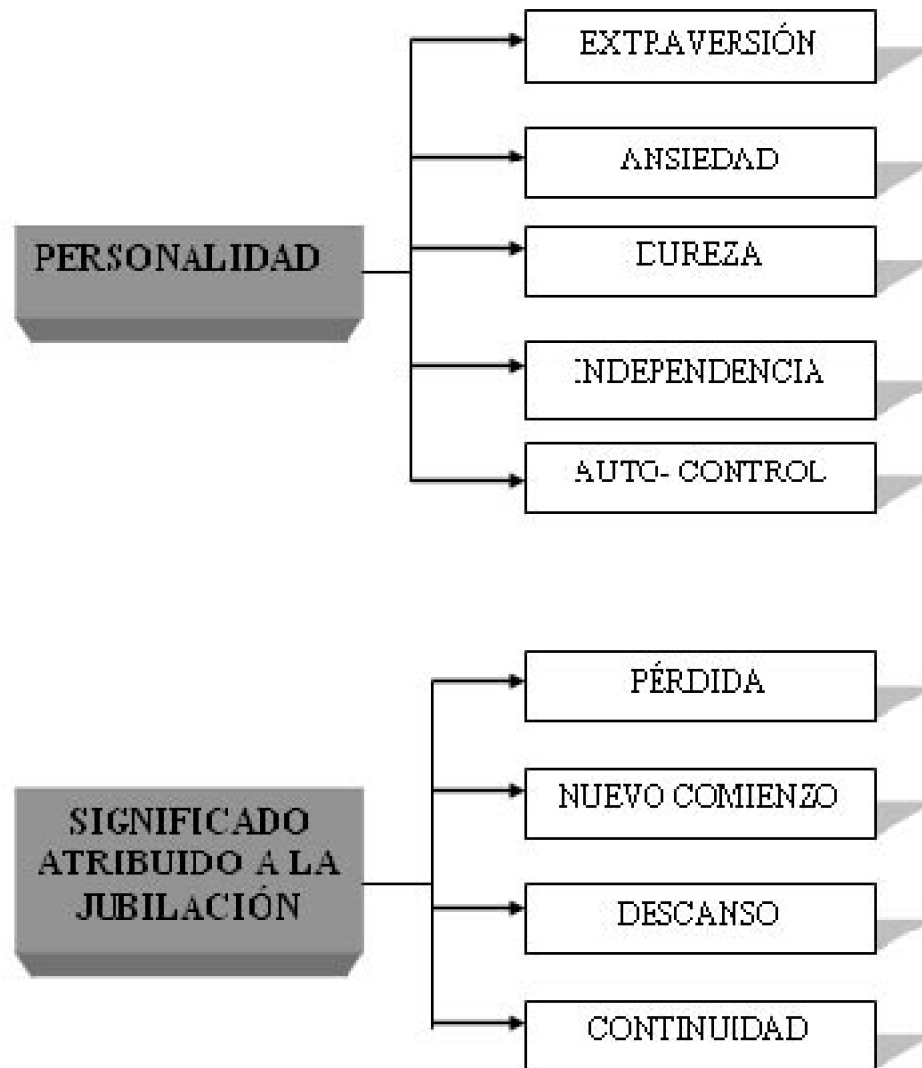 EXTRAVERSIÓN
ANSIEDAD
PERSONALIDAD
DUREZA
INDEPENDENCIA
AUTO- CONTROL
PÉRDIDA
NUEVO COMIENZO
SIGNIFICADO
ATRIBUIDO A LA
JUBILACIÓN
DESCANSO
CONTINUIDAD